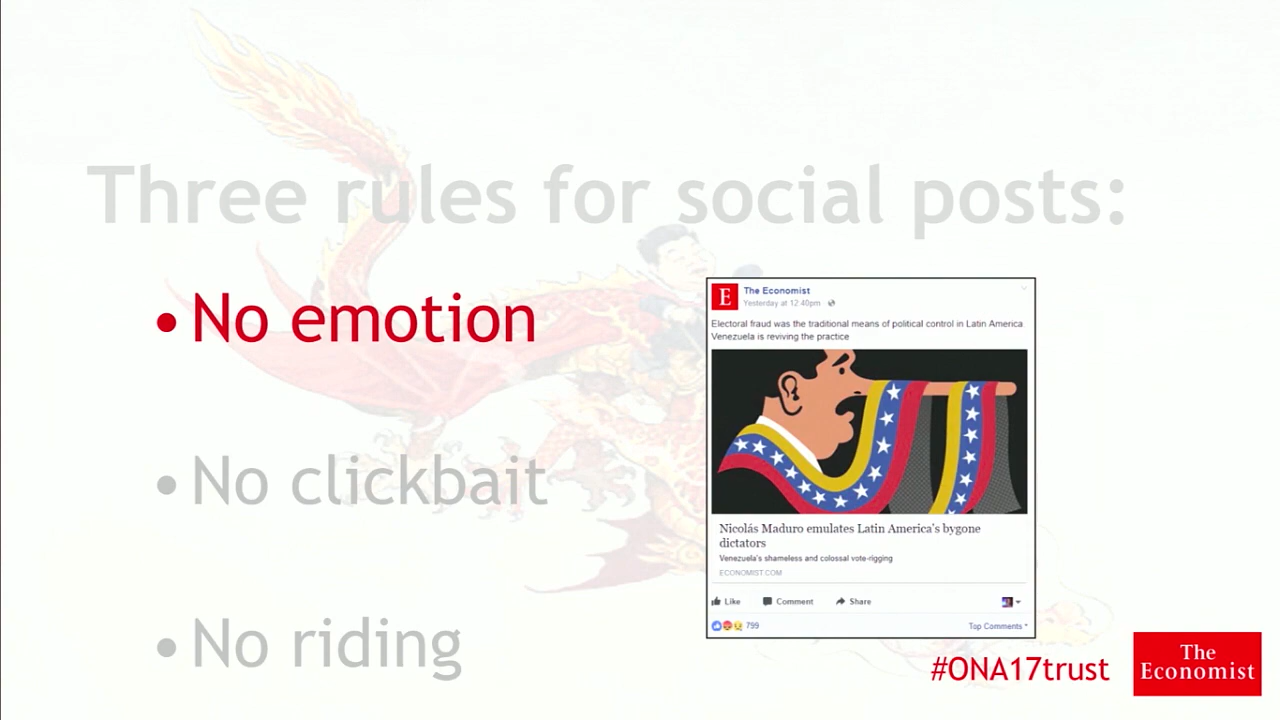 Three rules for social posts:
• No emotion
• No clickbait
• No riding
E The Economist
Yesterday at 12:40pm
Electoral fraud was the traditional means of political control in Latin America
Venezuela is reviving the practice
Nicolás Maduro emulates Latin America's bygone
dictators
Venezuela's shameless and colossal vote-rigging
ECONOMIST.COM
Like Comment Share
799 Top Comments
#ONA17trust
The
Economist